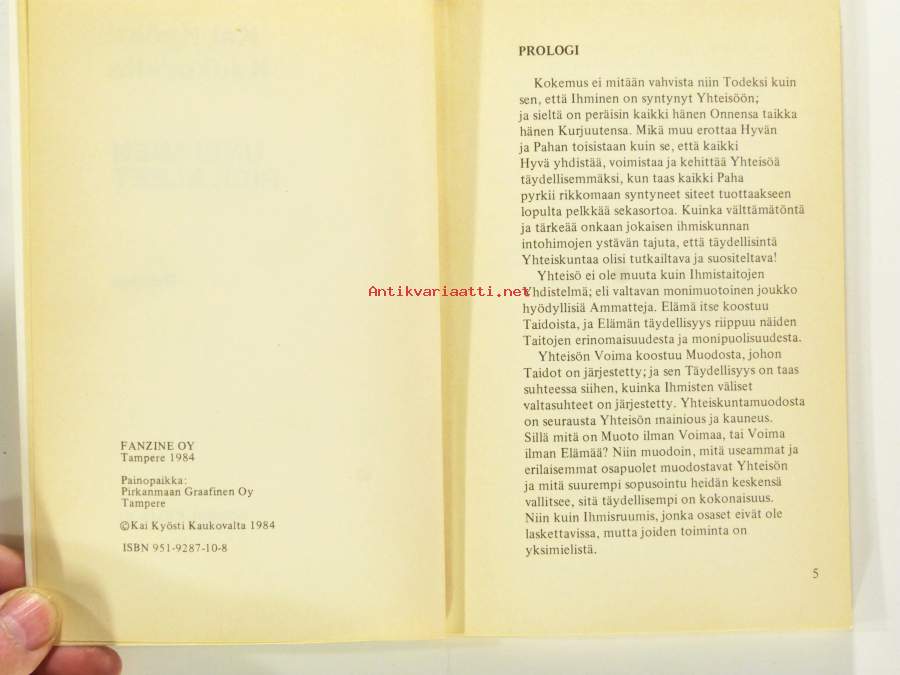 FANZINE OY
Tampere 1984
Painopaikka:
Pirkanmaan Graafinen Oy
Tampere
©Kai Kyösti Kaukovalta 1984
ISBN 951-9287-10-8
PROLOGI
Kokemus ei mitään vahvista niin Todeksi kuin
sen, että Ihminen on syntynyt Yhteisöön;
ja sieltä on peräisin kaikki hänen Onnensa taikka
hänen Kurjuutensa. Mikä muu erottaa Hyvän
ja Pahan toisistaan kuin se, että kaikki
Hyvä yhdistää, voimistaa ja kehittää Yhteisöä
täydellisemmäksi, kun taas kaikki Paha
pyrkii rikkomaan syntyneet siteet tuottaakseen
lopulta pelkkää sekasortoa. Kuinka välttämätöntä
ja tärkeää onkaan jokaisen ihmiskunnan
intohimojen ystävän tajuta, että täydellisintä
Yhteiskuntaa olisi tutkailtava ja suositeltava!
Yhteisö ei ole muuta kuin Ihmistaitojen
Yhdistelmä; eli valtavan monimuotoinen joukko
hyödyllisiä Ammatteja. Elämä itse koostuu
Taidoista, ja Elämän täydellisyys riippuu näiden
Taitojen erinomaisuudesta ja monipuolisuudesta.
Yhteisön Voima koostuu Muodosta, johon
Taidot on järjestetty; ja sen Täydellisyys on taas
suhteessa siihen, kuinka Ihmisten väliset
valtasuhteet on järjestetty. Yhteiskuntamuodosta
on seurausta Yhteisön mainious ja kauneus.
Sillä mitä on Muoto ilman Voimaa, tai Voima
ilman Elämää? Niin muodoin, mitä useammat ja
erilaisemmat osapuolet muodostavat Yhteisön
ja mitä suurempi sopusointu heidän keskensä
vallitsee, sitä täydellisempi on kokonaisuus.
Niin kuin Ihmisruumis, jonka osaset eivät ole
laskettavissa, mutta joiden toiminta on
yksimielistä.
5
Antikvariaatti.net